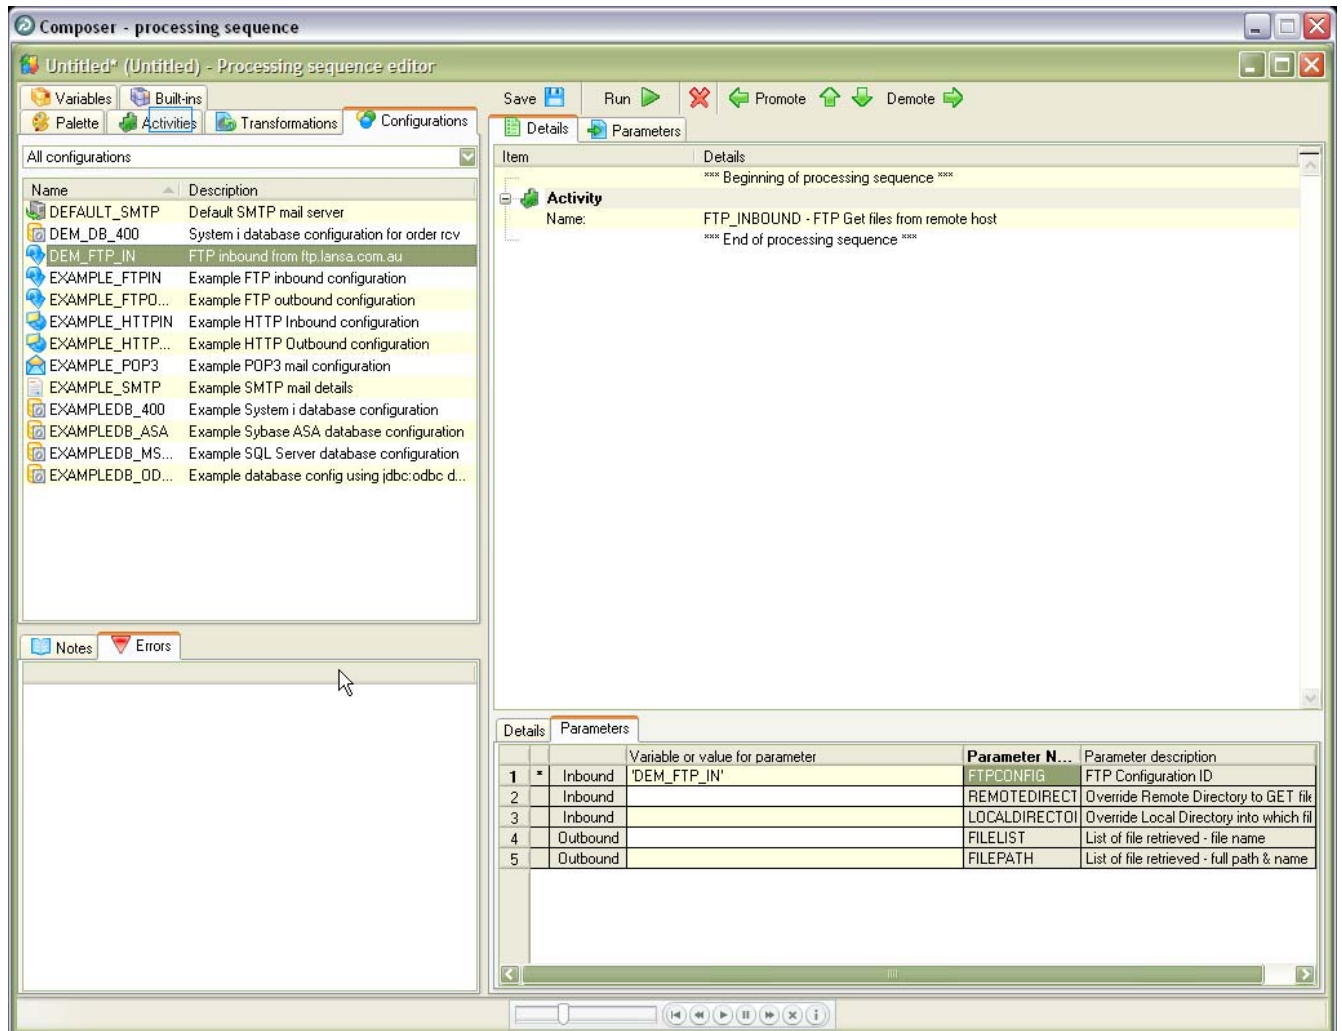 Composer - processing sequence
Untitled* (Untitled) - Processing sequence editor
Variables Built-ins
Palette Activities Transformations Configurations
All configurations
Name Description
DEFAULT_SMTP Default SMTP mail server
DEM_DB_400 System i database configuration for order rcv
DEM_FTP_IN FTP inbound from ftp.lansa.com.au
EXAMPLE_FTPIN Example FTP inbound configuration
EXAMPLE_FTPO... Example FTP outbound configuration
EXAMPLE_HTTPIN Example HTTP Inbound configuration
EXAMPLE_HTTP... Example HTTP Outbound configuration
EXAMPLE_POP3 Example POP3 mail configuration
EXAMPLE_SMTP Example SMTP mail details
EXAMPLEDB_400 Example System i database configuration
EXAMPLEDB_ASA Example Sybase ASA database configuration
EXAMPLEDB_MS... Example SQL Server database configuration
EXAMPLEDB_OD... Example database config using jdbc:odbc d...
Notes Errors
Save Run Promote Demote
Details Parameters
Item Details
*** Beginning of processing sequence ***
Activity
Name: FTP_INBOUND - FTP Get files from remote host
*** End of processing sequence ***
Details Parameters
Variable or value for parameter Parameter N... Parameter description
1 * Inbound 'DEM_FTP_IN' FTPCONFIG FTP Configuration ID
2 Inbound REMOTEDIRECT Override Remote Directory to GET file
3 Inbound LOCALDIRECTOI Override Local Directory into which fil
4 Outbound FILELIST List of file retrieved - file name
5 Outbound FILEPATH List of file retrieved - full path & name